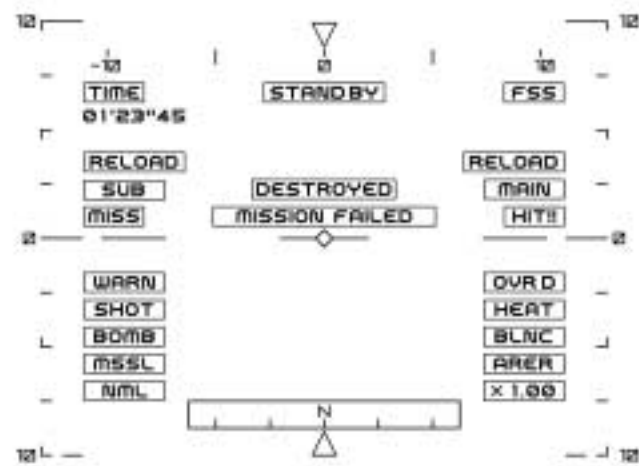 10 10
-10 0 10
TIME STANDBY FSS
01'23"45
RELOAD RELOAD
SUB DESTROYED MAIN
MISS MISSION FAILED HIT!!
0 0
WARN OVRD
SHOT HEAT
BOMB BLNC
MSSL ARER
NML × 1.00
N
10 10